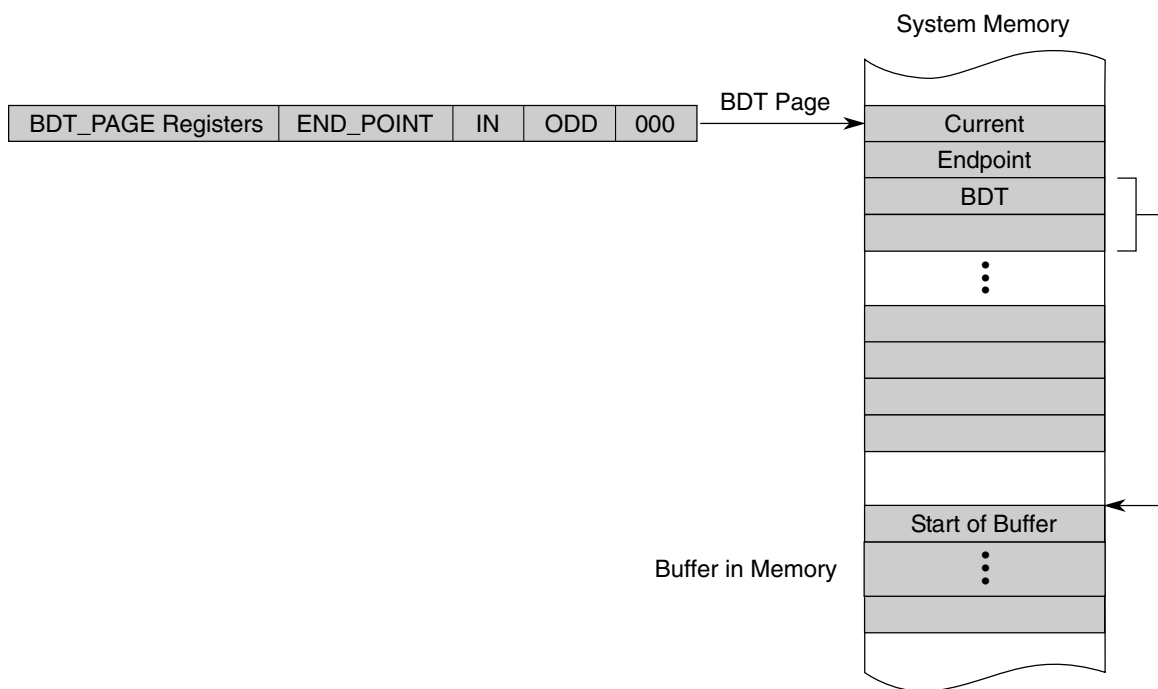 System Memory
BDT_PAGE Registers END_POINT IN ODD 000
BDT Page
Current
Endpoint
BDT
Start of Buffer
Buffer in Memory